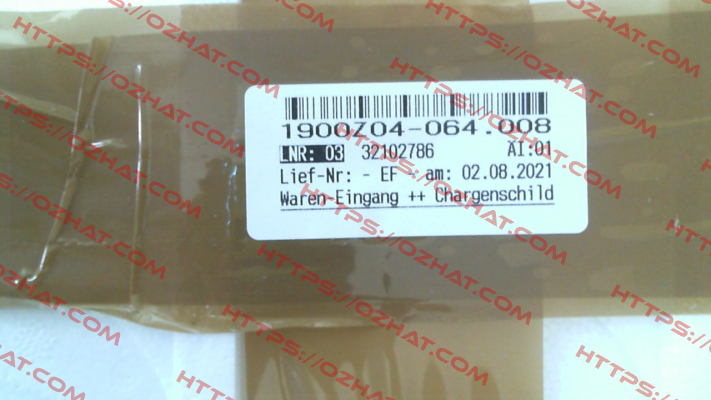 1900Z04-064.008
LNR: 03 32102786 AI:01
Lief-Nr: - EF - am: 02.08.2021
Waren-Eingang ++ Chargenschild
HTTPS://OZHAT.COM